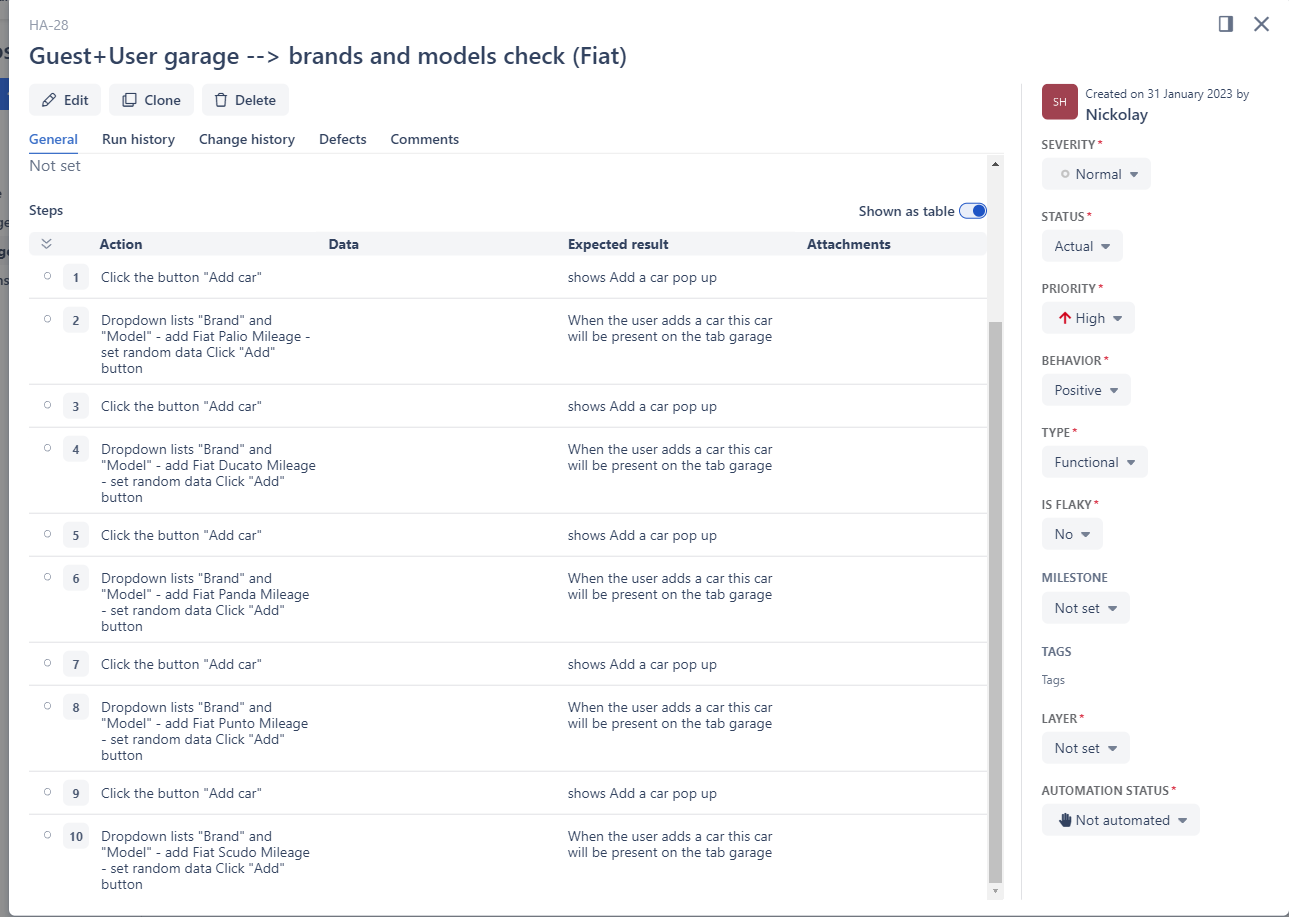 HA-28
Guest+User garage --> brands and models check (Fiat)
Edit
Clone
Delete
General
Run history
Change history
Defects
Comments
Not set
Steps
Shown as table
Action
Data
Expected result
Attachments
1
Click the button "Add car"
shows Add a car pop up
2
Dropdown lists "Brand" and
"Model" - add Fiat Palio Mileage -
set random data Click "Add"
button
When the user adds a car this car
will be present on the tab garage
3
Click the button "Add car"
shows Add a car pop up
4
Dropdown lists "Brand" and
"Model" - add Fiat Ducato Mileage
- set random data Click "Add"
button
When the user adds a car this car
will be present on the tab garage
5
Click the button "Add car"
shows Add a car pop up
6
Dropdown lists "Brand" and
"Model" - add Fiat Panda Mileage
- set random data Click "Add"
button
When the user adds a car this car
will be present on the tab garage
7
Click the button "Add car"
shows Add a car pop up
8
Dropdown lists "Brand" and
"Model" - add Fiat Punto Mileage
- set random data Click "Add"
button
When the user adds a car this car
will be present on the tab garage
9
Click the button "Add car"
shows Add a car pop up
10
Dropdown lists "Brand" and
"Model" - add Fiat Scudo Mileage
- set random data Click "Add"
button
When the user adds a car this car
will be present on the tab garage
SH
Created on 31 January 2023 by
Nickolay
SEVERITY*
Normal
STATUS*
Actual
PRIORITY*
High
BEHAVIOR*
Positive
TYPE*
Functional
IS FLAKY*
No
MILESTONE
Not set
TAGS
Tags
LAYER*
Not set
AUTOMATION STATUS*
Not automated